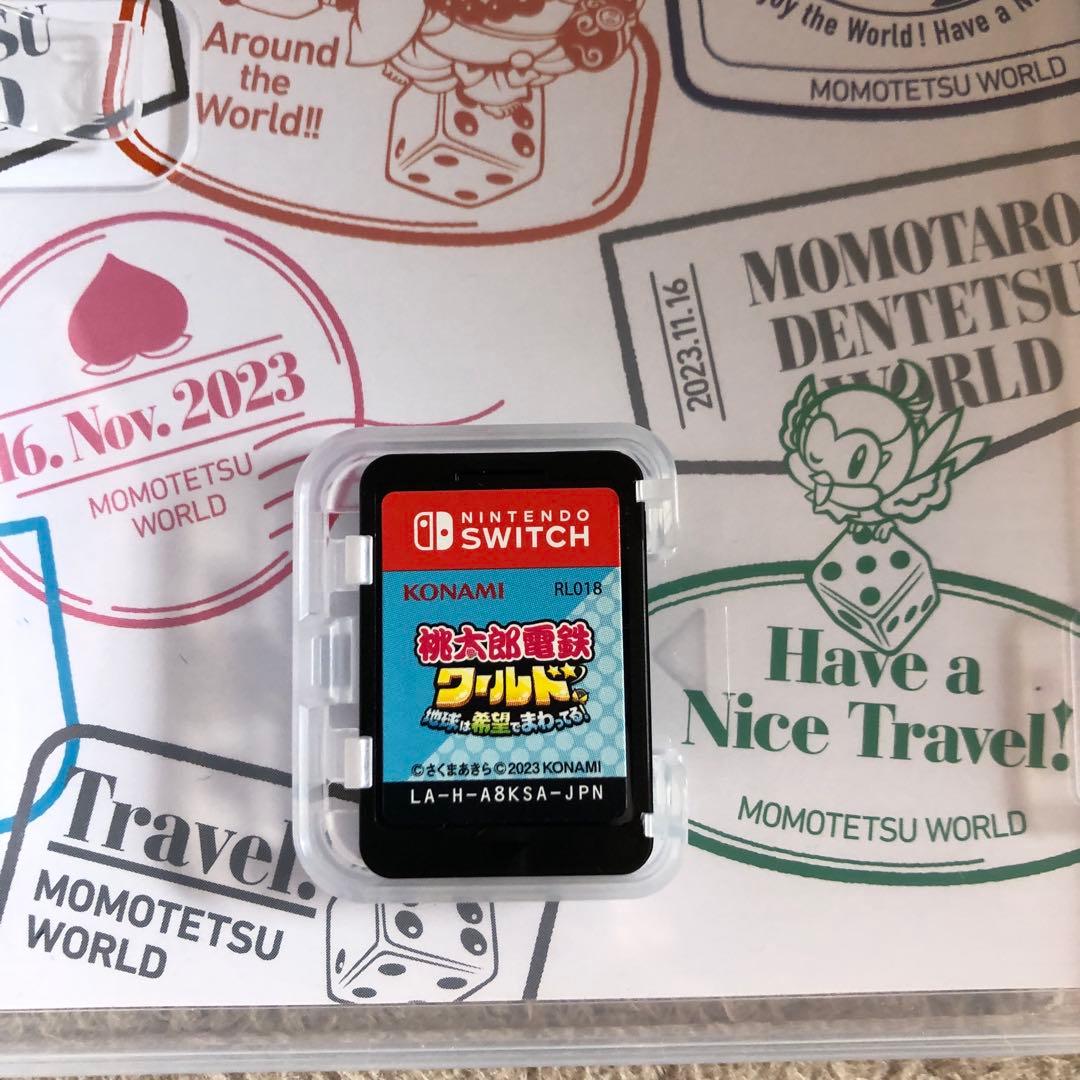 Around
the
World!!
the World! Have a
MOMOTETSU WORLD
MOMOTARO
DENTETSU
WORLD
2023.11.16
16. Nov. 2023
MOMOTETSU
WORLD
NINTENDO
SWITCH
KONAMI RL018
桃太郎電鉄
ワールド
地球は希望でまわってる!
©さくまあきら©2023 KONAMI
LA-H-A8KSA-JPN
Have a
Nice Travel!
MOMOTETSU WORLD
Travel.
MOMOTETSU
WORLD